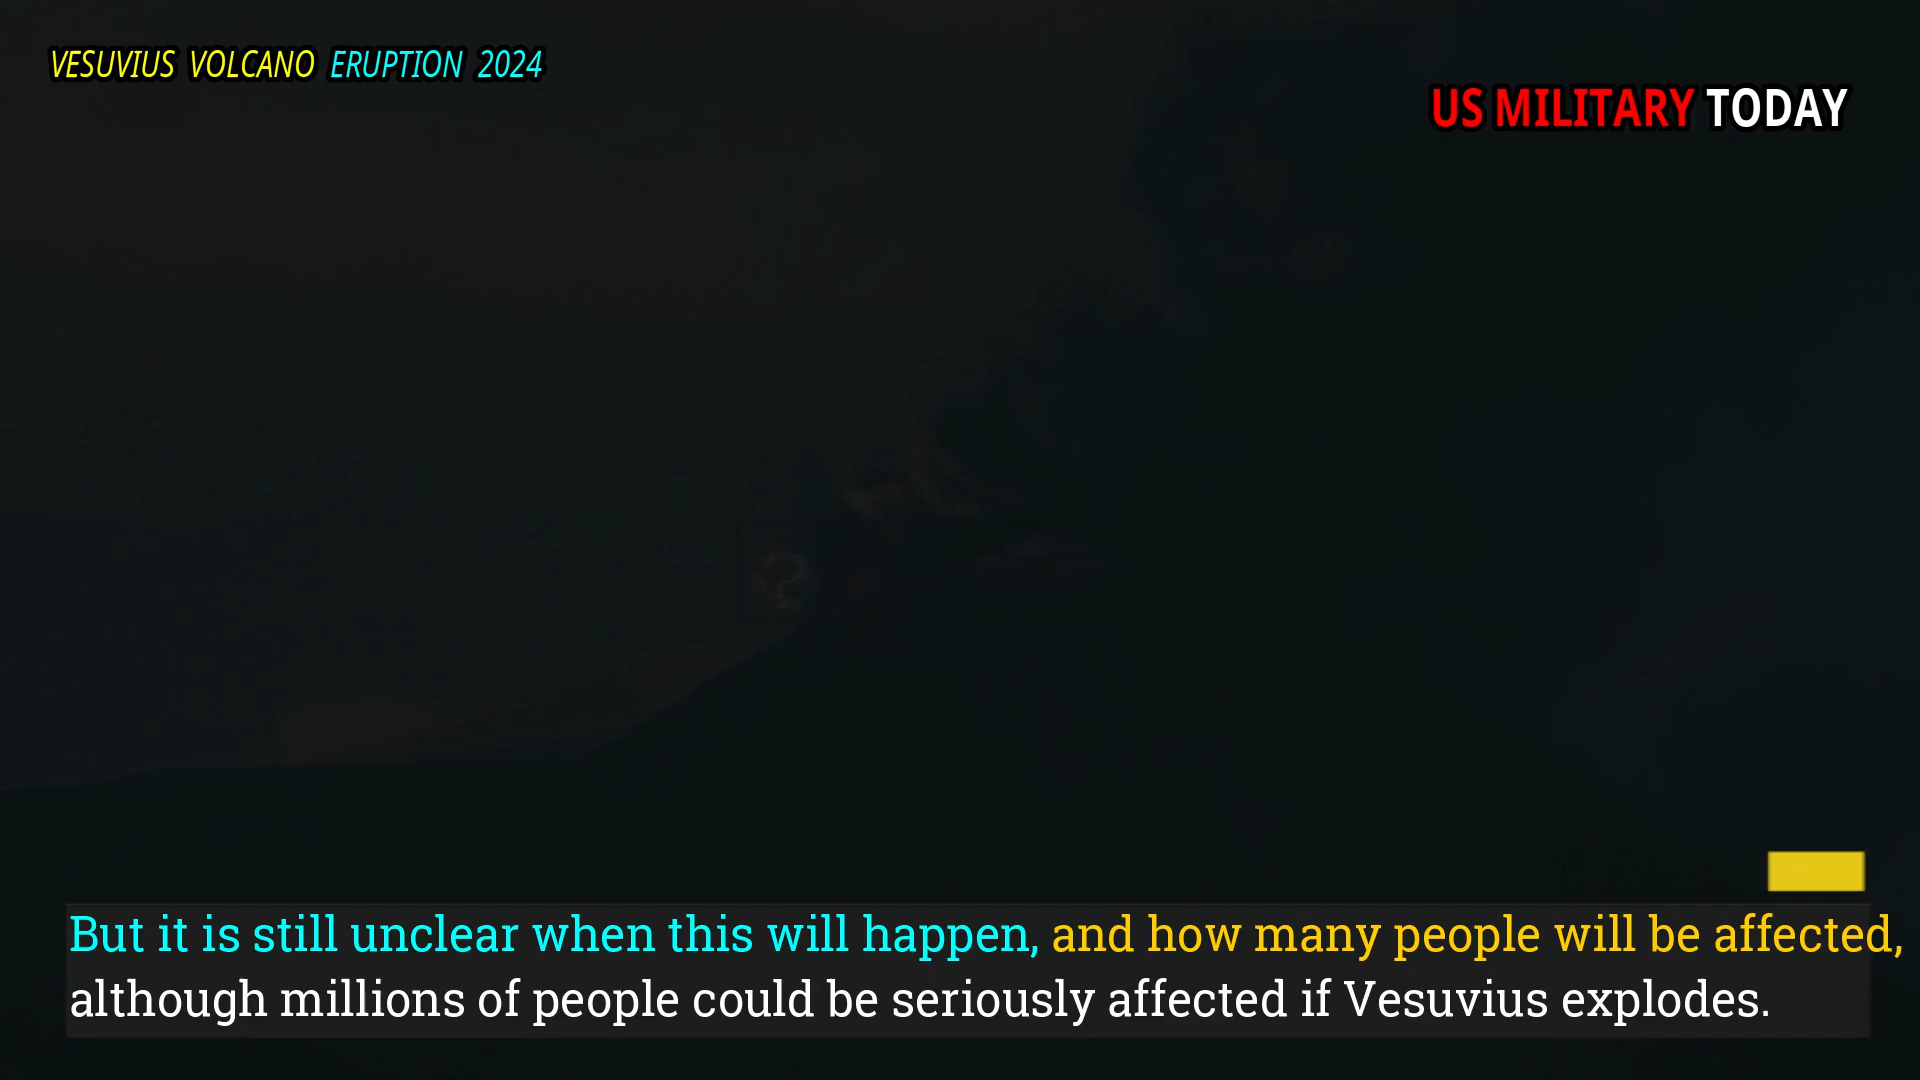 VESUVIUS VOLCANO ERUPTION 2024
US MILITARY TODAY
But it is still unclear when this will happen, and how many people will be affected,
although millions of people could be seriously affected if Vesuvius explodes.